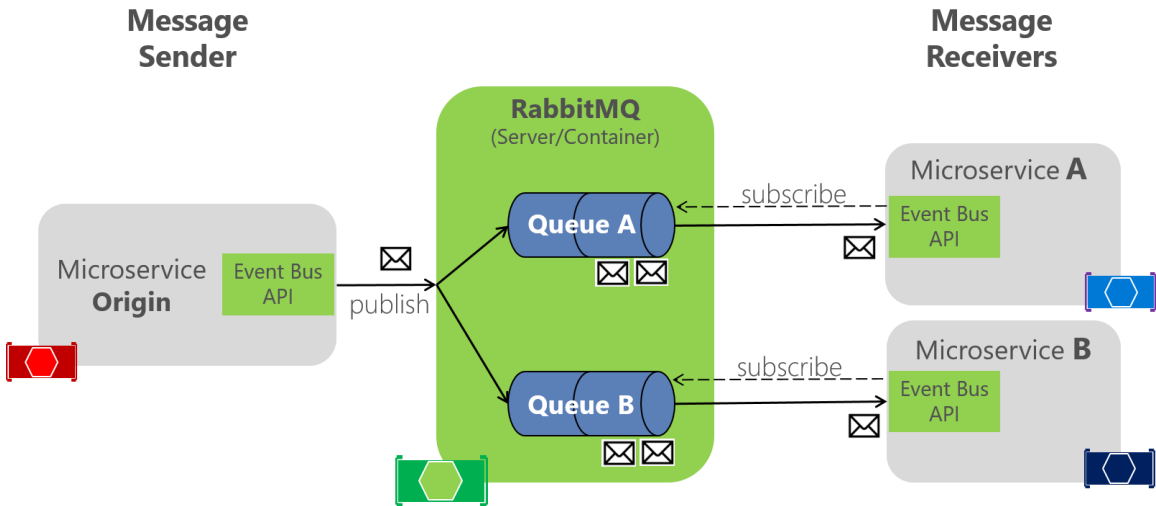 Message
Sender
Message
Receivers
RabbitMQ
(Server/Container)
Microservice
Origin
Event Bus
API
publish
Queue A
Queue B
subscribe
Microservice A
Event Bus
API
subscribe
Microservice B
Event Bus
API